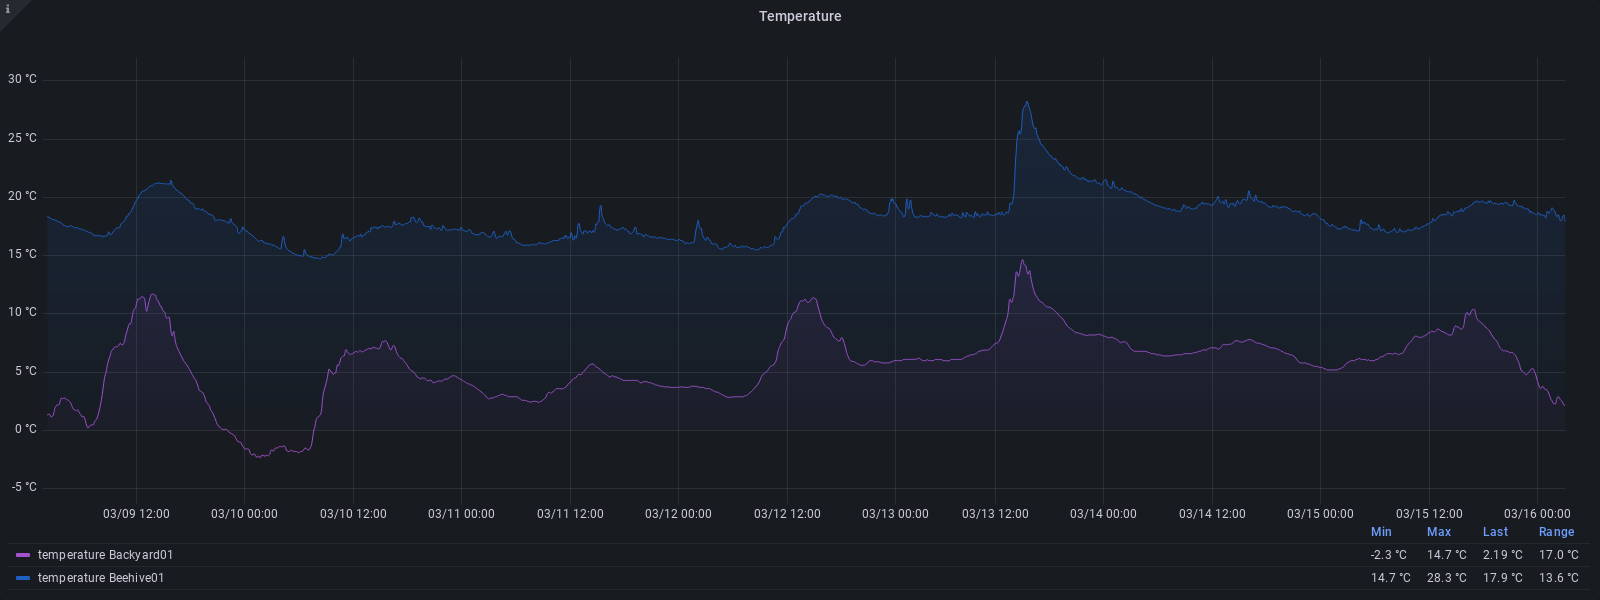 i
Temperature
30 °C
25 °C
20 °C
15 °C
10 °C
5 °C
0 °C
-5 °C
03/09 12:00 03/10 00:00 03/10 12:00 03/11 00:00 03/11 12:00 03/12 00:00 03/12 12:00 03/13 00:00 03/13 12:00 03/14 00:00 03/14 12:00 03/15 00:00 03/15 12:00 03/16 00:00
Min Max Last Range
temperature Backyard01 -2.3 °C 14.7 °C 2.19 °C 17.0 °C
temperature Beehive01 14.7 °C 28.3 °C 17.9 °C 13.6 °C